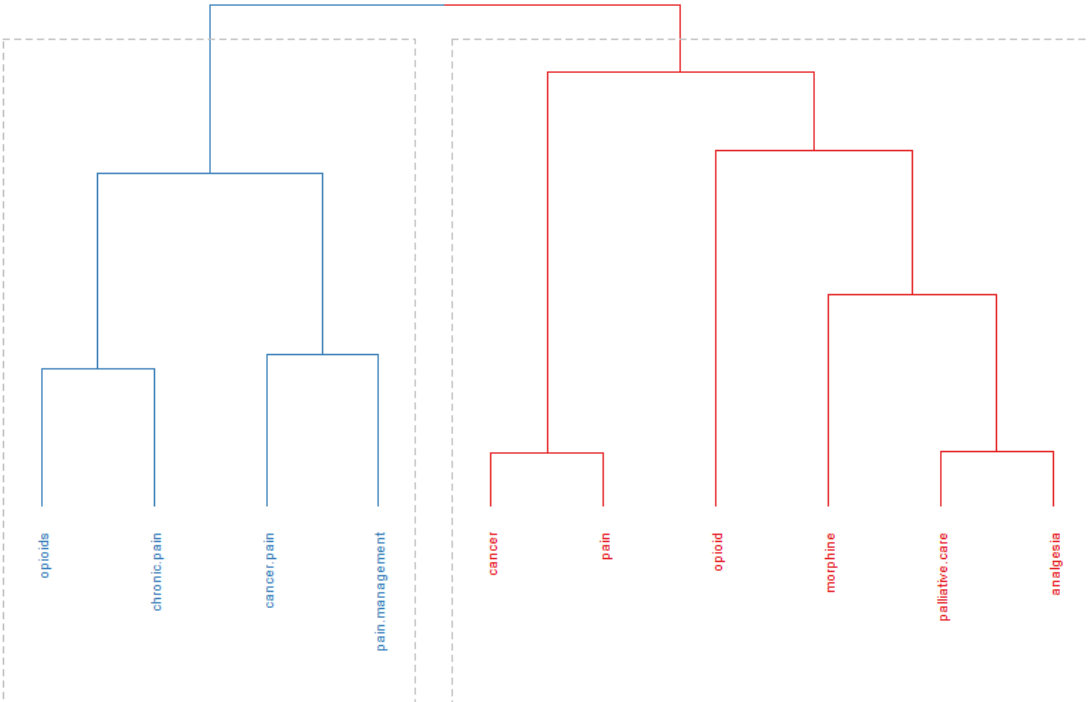 opioids
chronic.pain
cancer.pain
pain.management
cancer
pain
opioid
morphine
palliative.care
analgesia